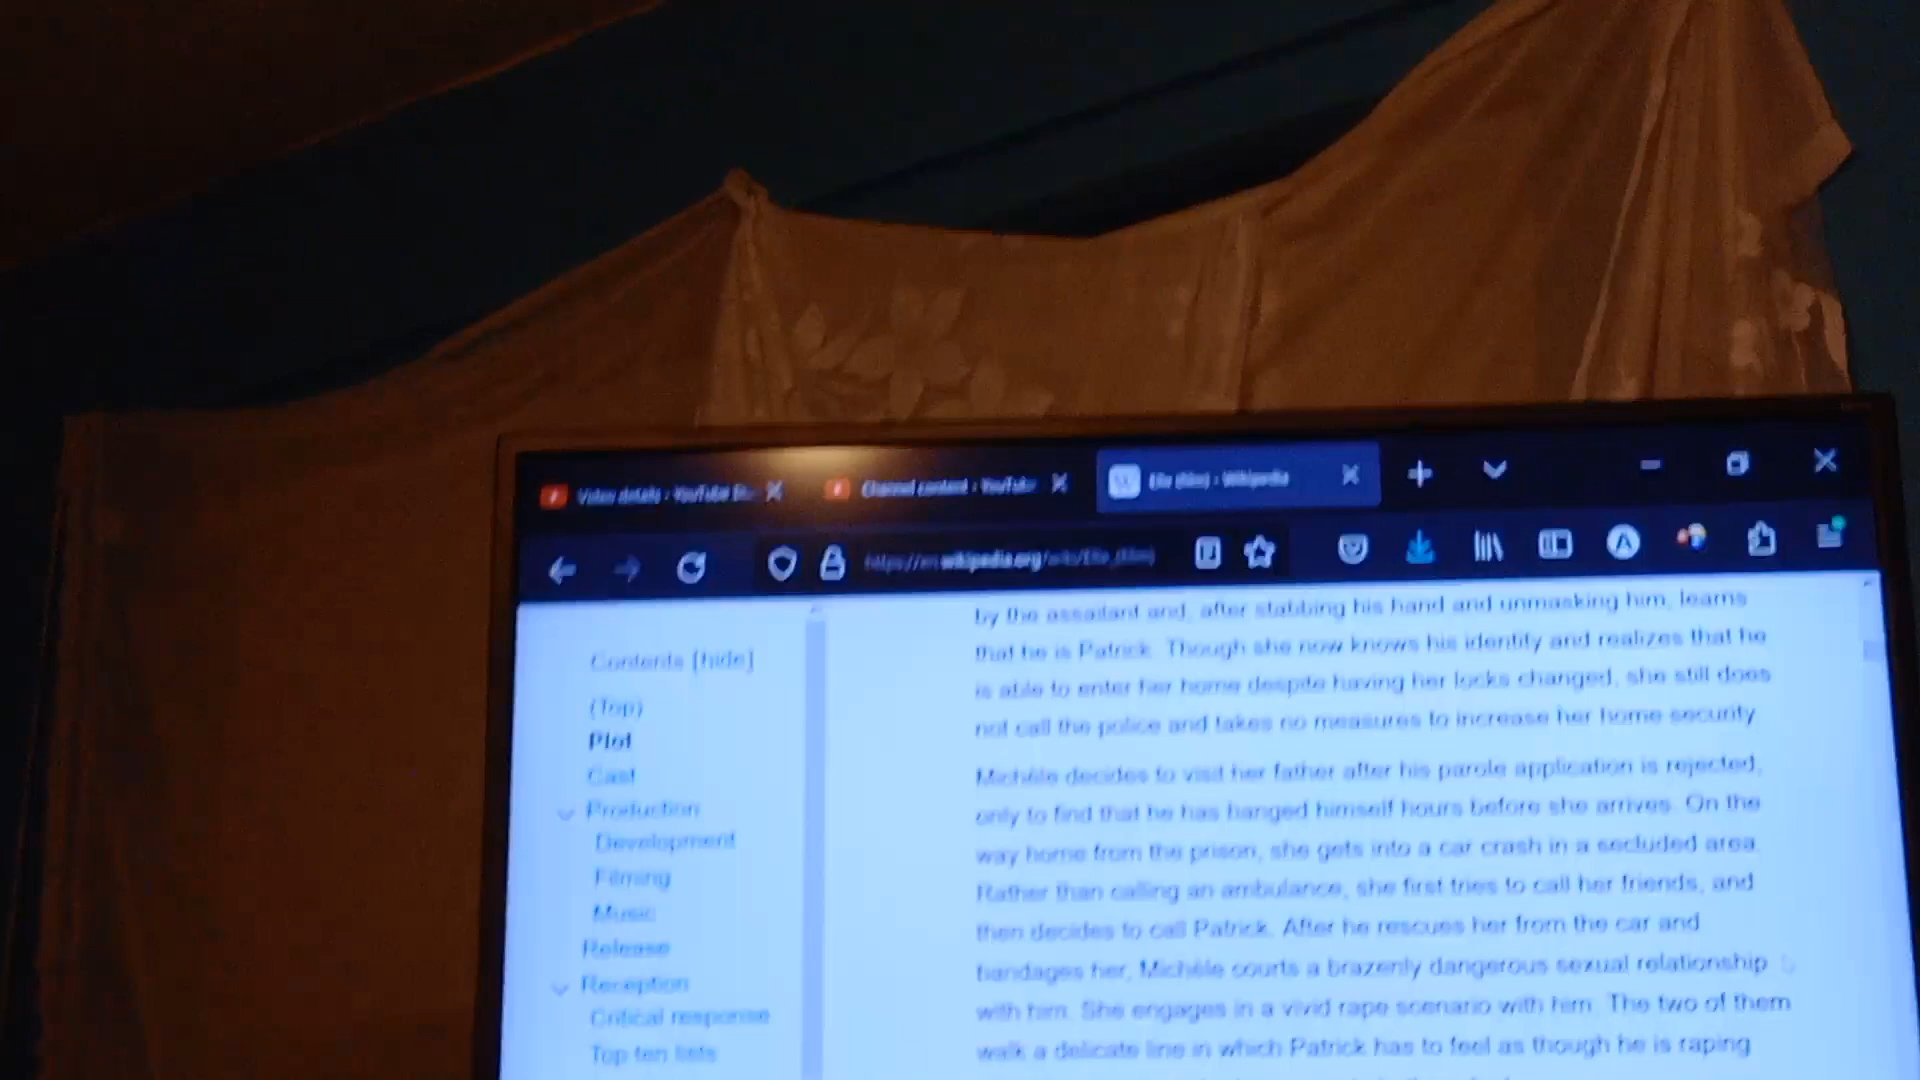 Video details - YouTube
Channel content - YouTube
Elle (film) - Wikipedia
https://en.wikipedia.org/wiki/Elle_(film)
Contents [hide]
(Top)
Plot
Cast
Production
Development
Filming
Music
Release
Reception
Critical response
Top ten lists
by the assailant and, after stabbing his hand and unmasking him, learns
that he is Patrick. Though she now knows his identity and realizes that he
is able to enter her home despite having her locks changed, she still does
not call the police and takes no measures to increase her home security.
Michèle decides to visit her father after his parole application is rejected,
only to find that he has hanged himself hours before she arrives. On the
way home from the prison, she gets into a car crash in a secluded area.
Rather than calling an ambulance, she first tries to call her friends, and
then decides to call Patrick. After he rescues her from the car and
bandages her, Michèle courts a brazenly dangerous sexual relationship
with him. She engages in a vivid rape scenario with him. The two of them
walk a delicate line in which Patrick has to feel as though he is raping